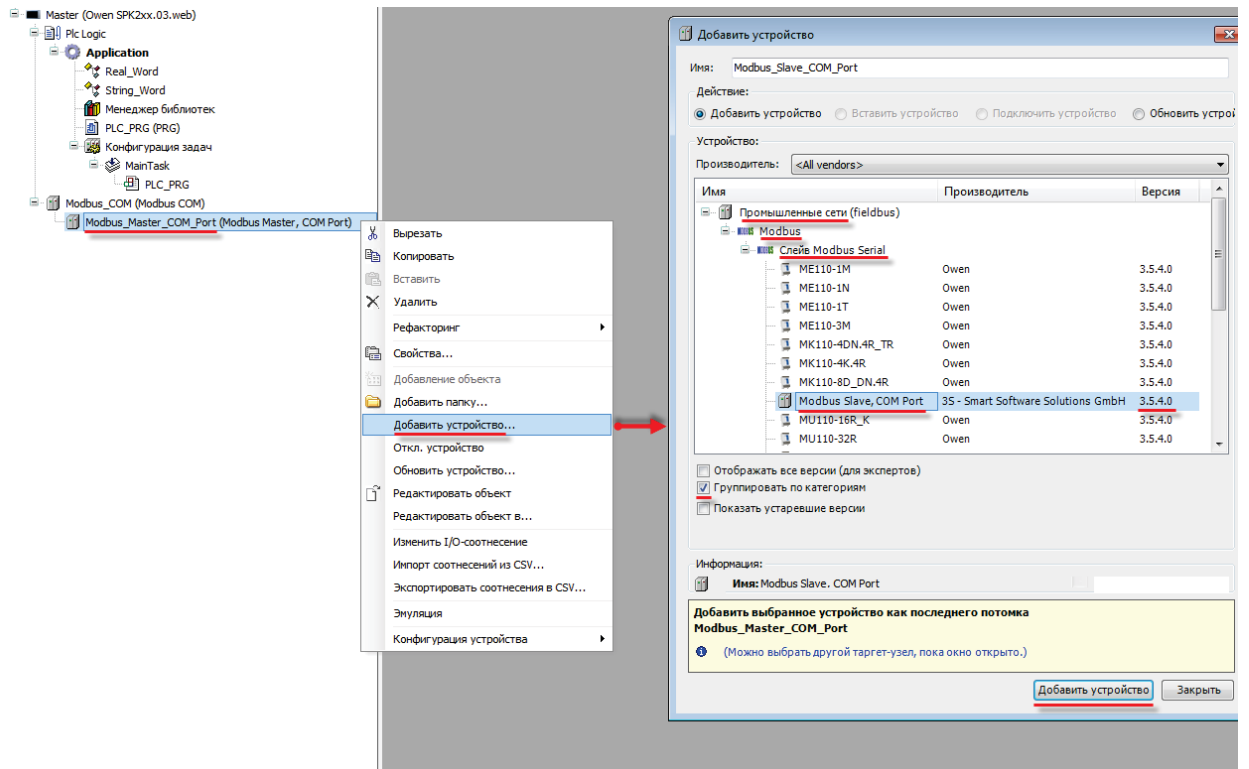 Master (Owen SPK2xx.03.web)
Plc Logic
Application
Real_Word
String_Word
Менеджер библиотек
PLC_PRG (PRG)
Конфигурация задач
MainTask
PLC_PRG
Modbus_COM (Modbus COM)
Modbus_Master_COM_Port (Modbus Master, COM Port)
Вырезать
Копировать
Вставить
Удалить
Рефакторинг
Свойства...
Добавление объекта
Добавить папку...
Добавить устройство...
Откл. устройство
Обновить устройство...
Редактировать объект
Редактировать объект в...
Изменить I/O-соотнесение
Импорт соотнесений из CSV...
Экспортировать соотнесения в CSV...
Эмуляция
Конфигурация устройства
Добавить устройство
Имя: Modbus_Slave_COM_Port
Действие:
Добавить устройство Вставить устройство Подключить устройство Обновить устрой
Устройство:
Производитель: <All vendors>
Имя Производитель Версия
Промышленные сети (fieldbus)
Modbus
Слейв Modbus Serial
ME110-1M Owen 3.5.4.0
ME110-1N Owen 3.5.4.0
ME110-1T Owen 3.5.4.0
ME110-3M Owen 3.5.4.0
MK110-4DN.4R_TR Owen 3.5.4.0
MK110-4K.4R Owen 3.5.4.0
MK110-8D_DN.4R Owen 3.5.4.0
Modbus Slave, COM Port 3S - Smart Software Solutions GmbH 3.5.4.0
MU110-16R_K Owen 3.5.4.0
MU110-32R Owen 3.5.4.0
Отображать все версии (для экспертов)
Группировать по категориям
Показать устаревшие версии
Информация:
Имя: Modbus Slave. COM Port
Добавить выбранное устройство как последнего потомка
Modbus_Master_COM_Port
(Можно выбрать другой таргет-узел, пока окно открыто.)
Добавить устройство Закрыть